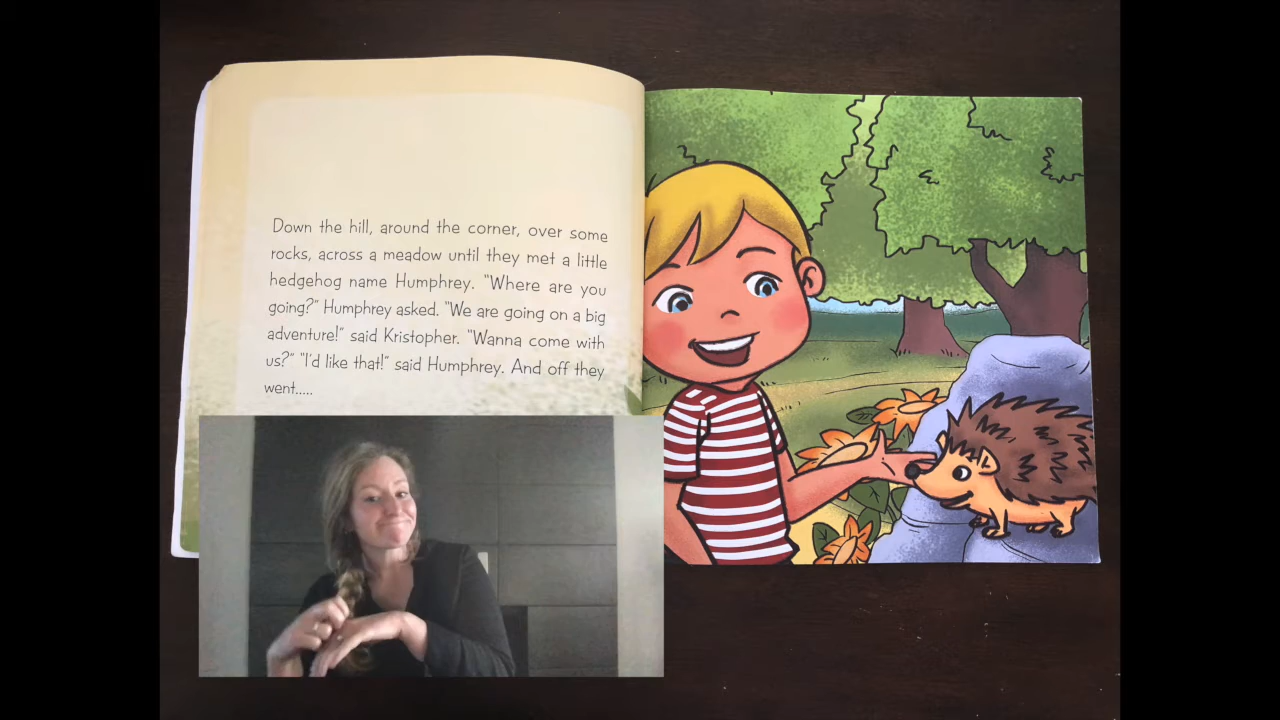 Down the hill, around the corner, over some
rocks, across a meadow until they met a little
hedgehog name Humphrey. "Where are you
going?" Humphrey asked. "We are going on a big
adventure!" said Kristopher. "Wanna come with
us?" "I'd like that!" said Humphrey. And off they
went.....